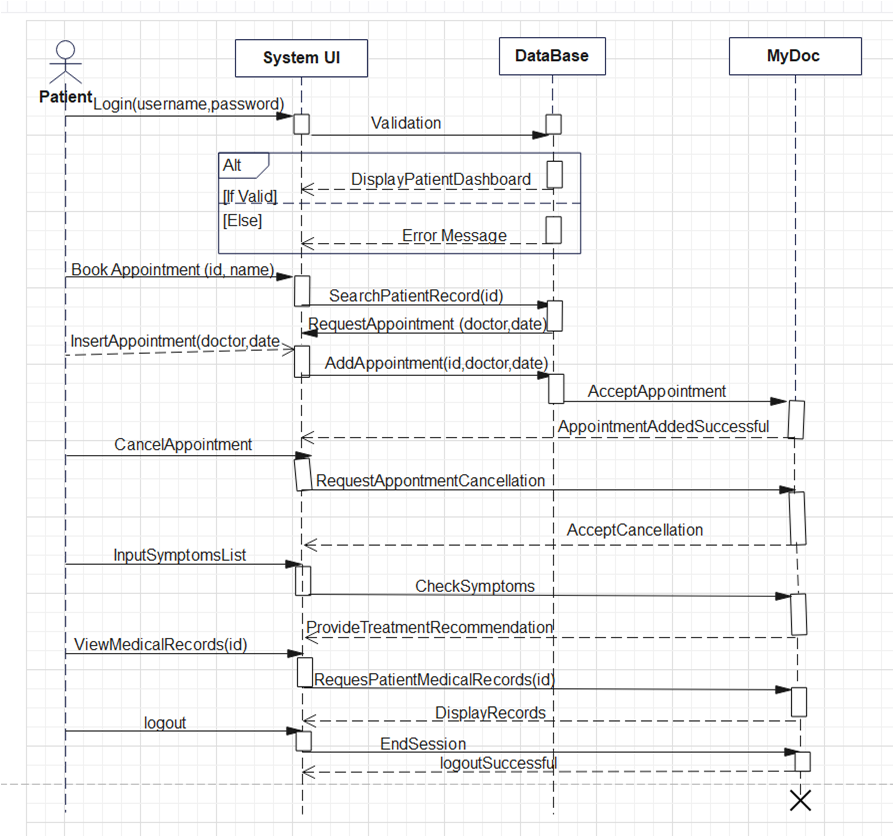 System UI
DataBase
MyDoc
Patient
Login(username,password)
Validation
Alt
DisplayPatientDashboard
[If Valid]
[Else]
Error Message
Book Appointment (id, name)
SearchPatientRecord(id)
RequestAppointment (doctor,date)
InsertAppointment(doctor,date
AddAppointment(id,doctor,date)
AcceptAppointment
AppointmentAddedSuccessful
CancelAppointment
RequestAppontmentCancellation
AcceptCancellation
InputSymptomsList
CheckSymptoms
ProvideTreatmentRecommendation
ViewMedicalRecords(id)
RequesPatientMedicalRecords(id)
DisplayRecords
logout
EndSession
logoutSuccessful